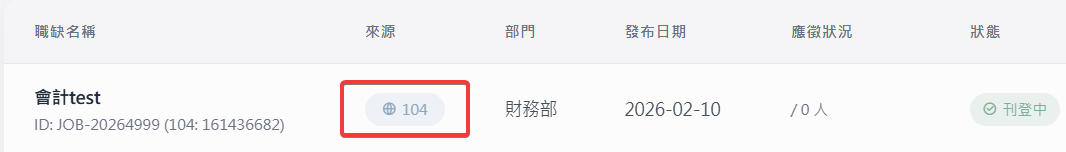 職缺名稱 來源 部門 發布日期 應徵狀況 狀態
會計test 104 財務部 2026-02-10 / 0 人 刊登中
ID: JOB-20264999 (104: 161436682)